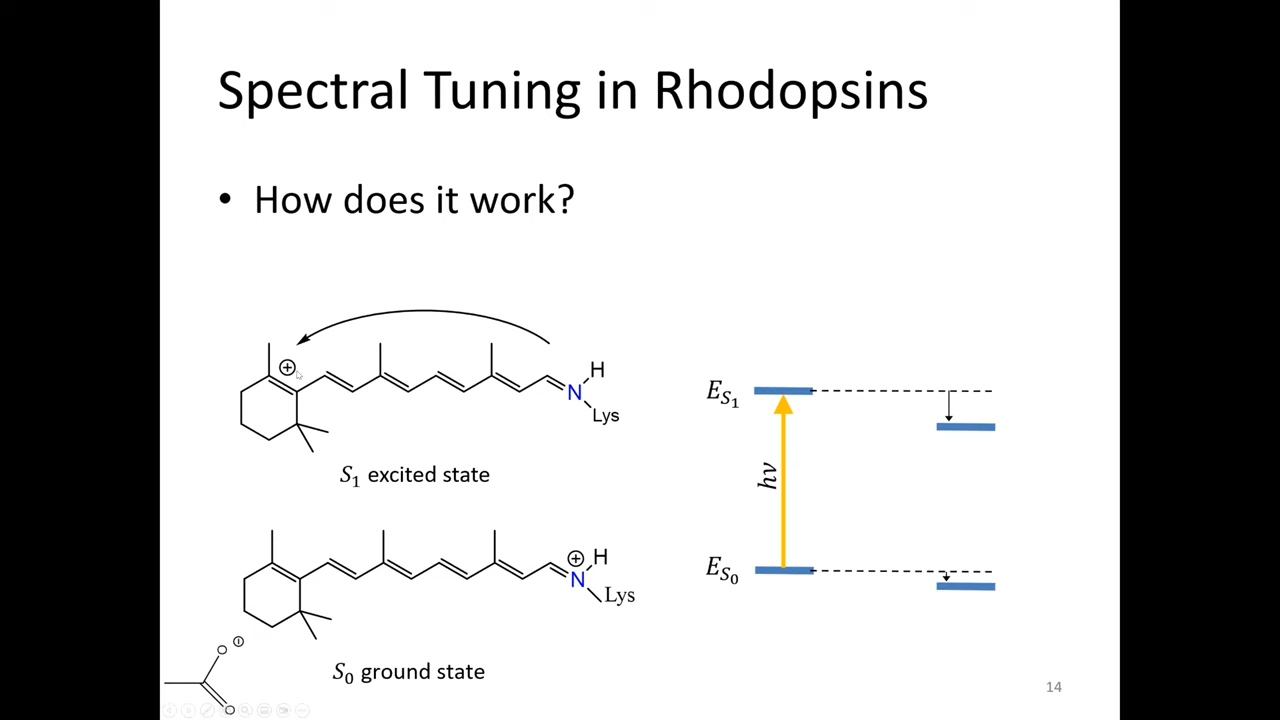 Spectral Tuning in Rhodopsins
• How does it work?
⊕
H
N
Lys
S₁ excited state
⊕
H
N
Lys
O ⊖
O
S₀ ground state
E_S₁
hν
E_S₀
14